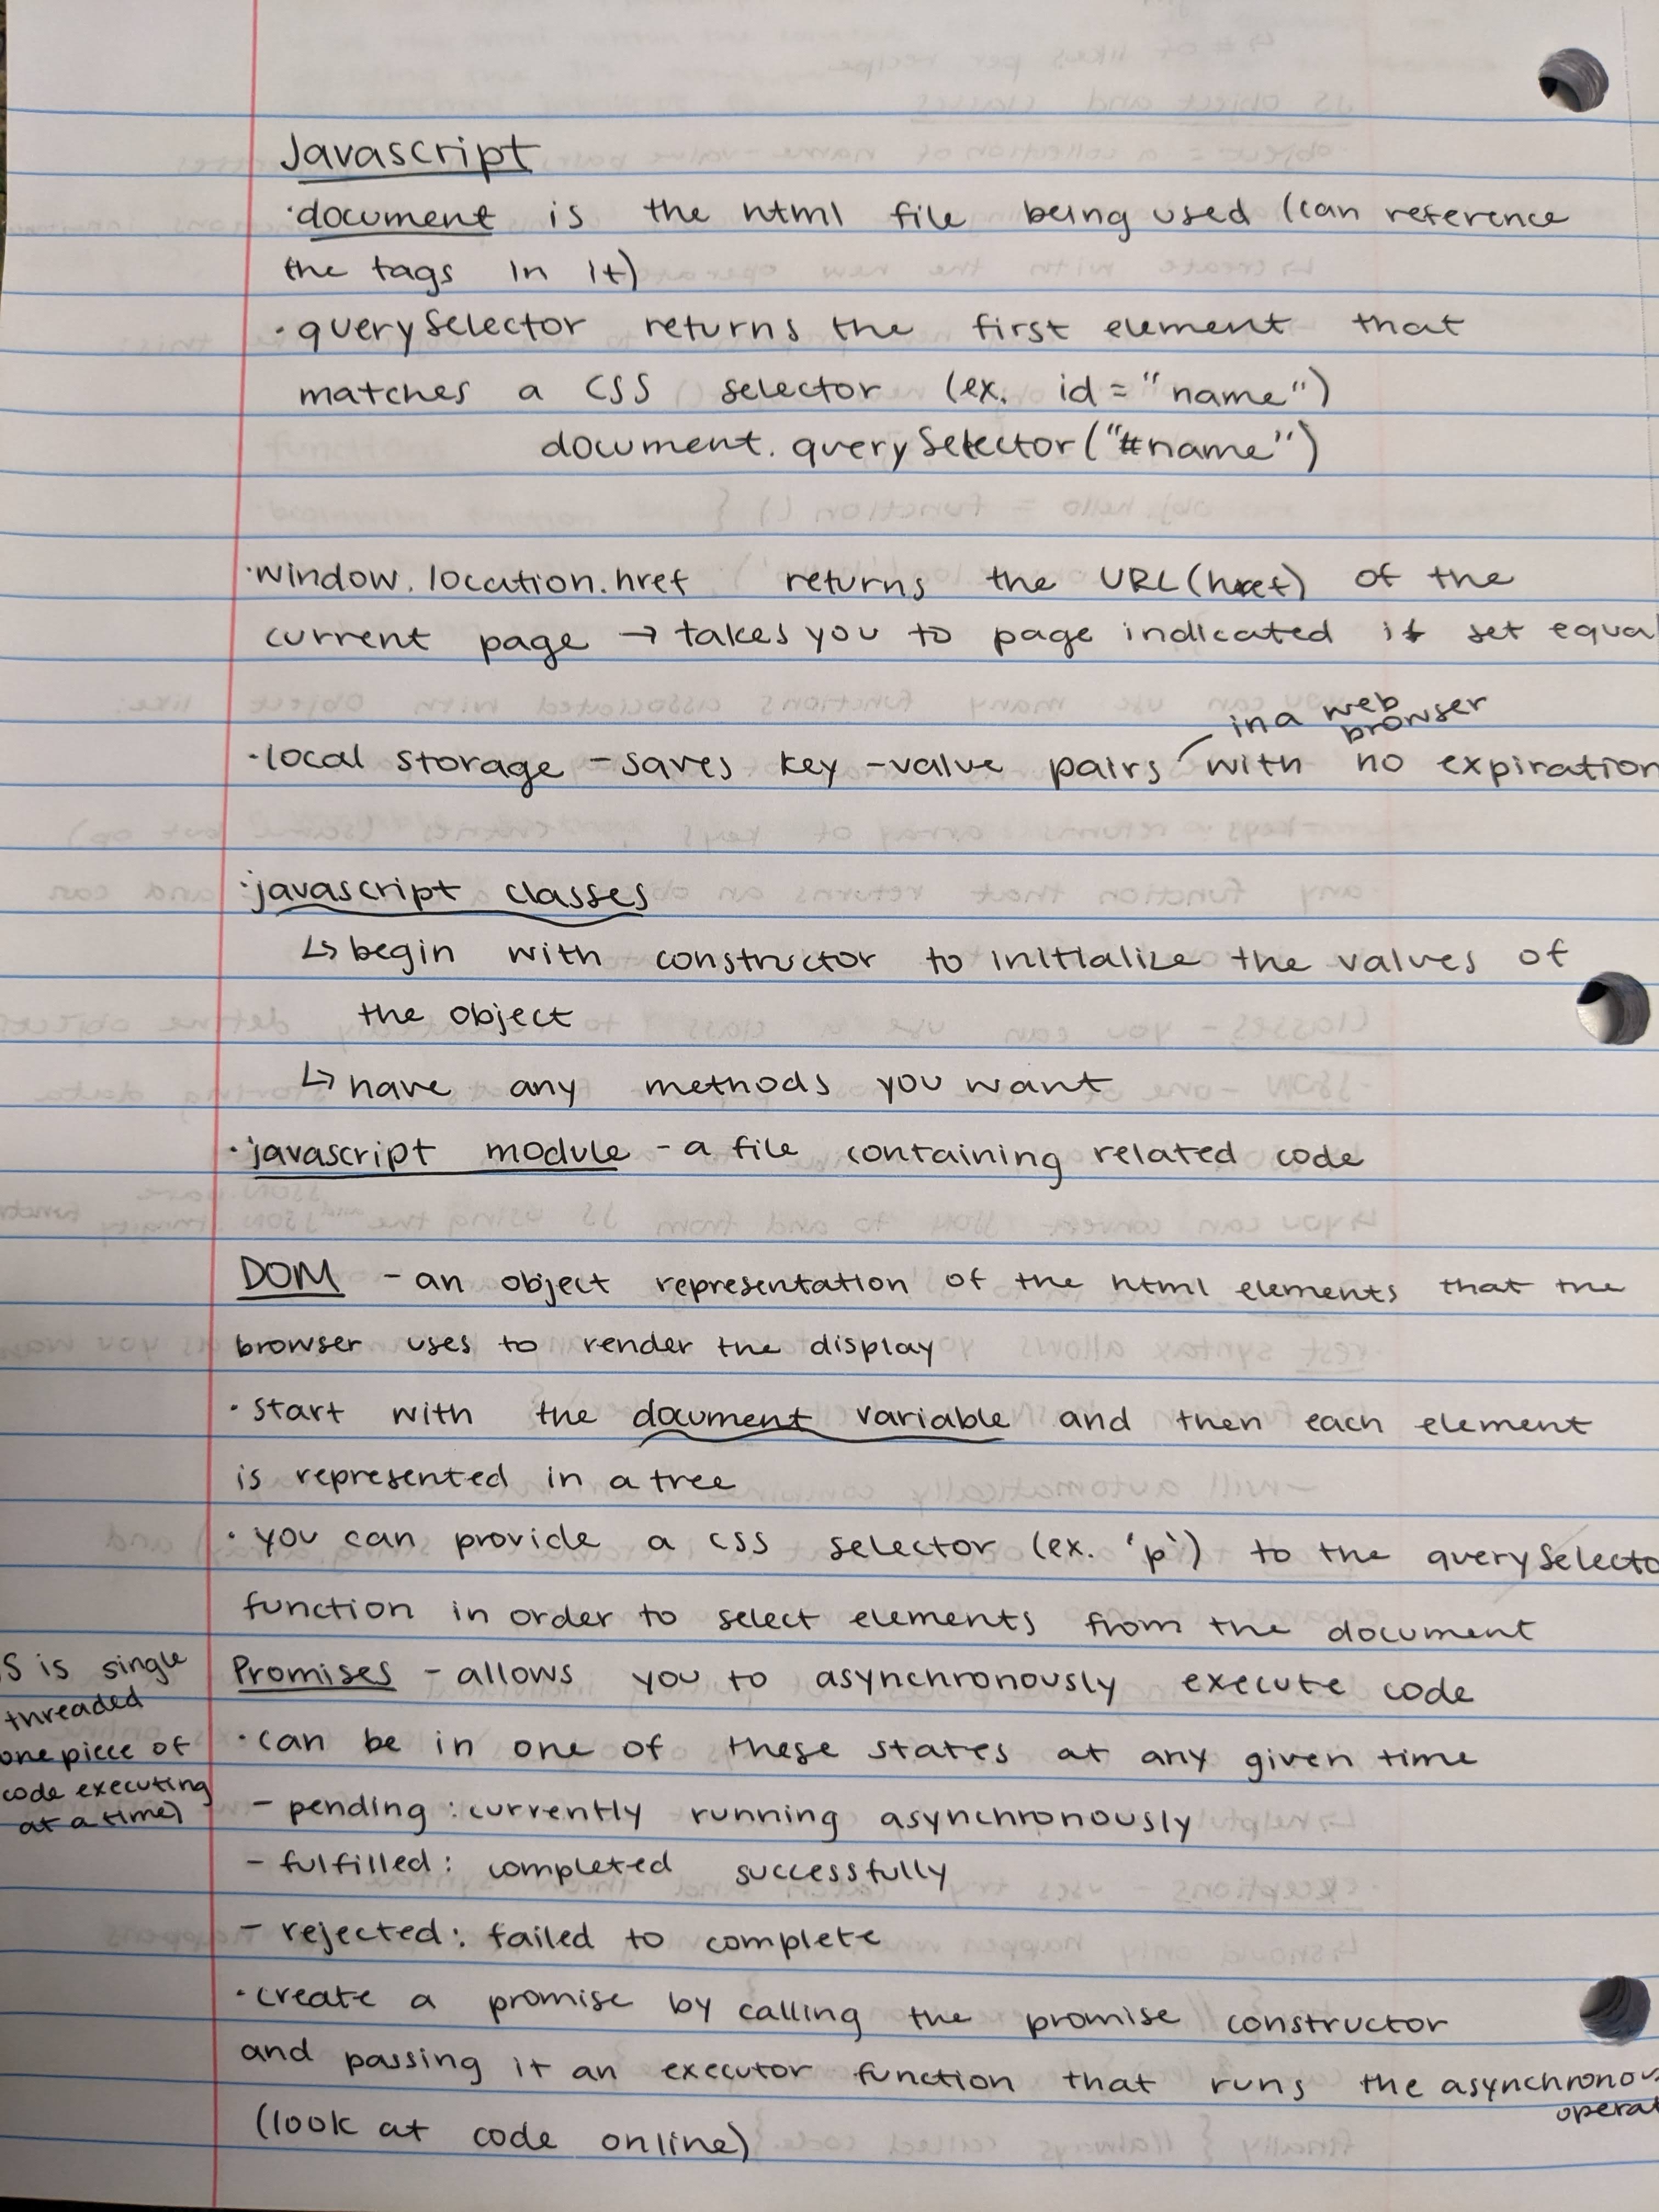 Javascript
·document is the html file being used (can reference
the tags in it)
·querySelector returns the first element that
matches a CSS selector (ex. id = "name")
document.querySelector("#name")
·window.location.href returns the URL (href) of the
current page → takes you to page indicated if set equal
in a web
browser
·local storage - saves key-value pairs with no expiration
·javascript classes
↳ begin with constructor to initialize the values of
the object
↳ have any methods you want
·javascript module - a file containing related code
DOM - an object representation of the html elements that the
browser uses to render the display
· start with the document variable and then each element
is represented in a tree
· you can provide a css selector (ex. 'p') to the querySelecto
function in order to select elements from the document
S is single
threaded
one piece of
code executing
at a time)
Promises - allows you to asynchronously execute code
· can be in one of these states at any given time
- pending : currently running asynchronously
- fulfilled : completed successfully
- rejected : failed to complete
· create a promise by calling the promise constructor
and passing it an executor function that runs the asynchronou
operat
(look at code online)